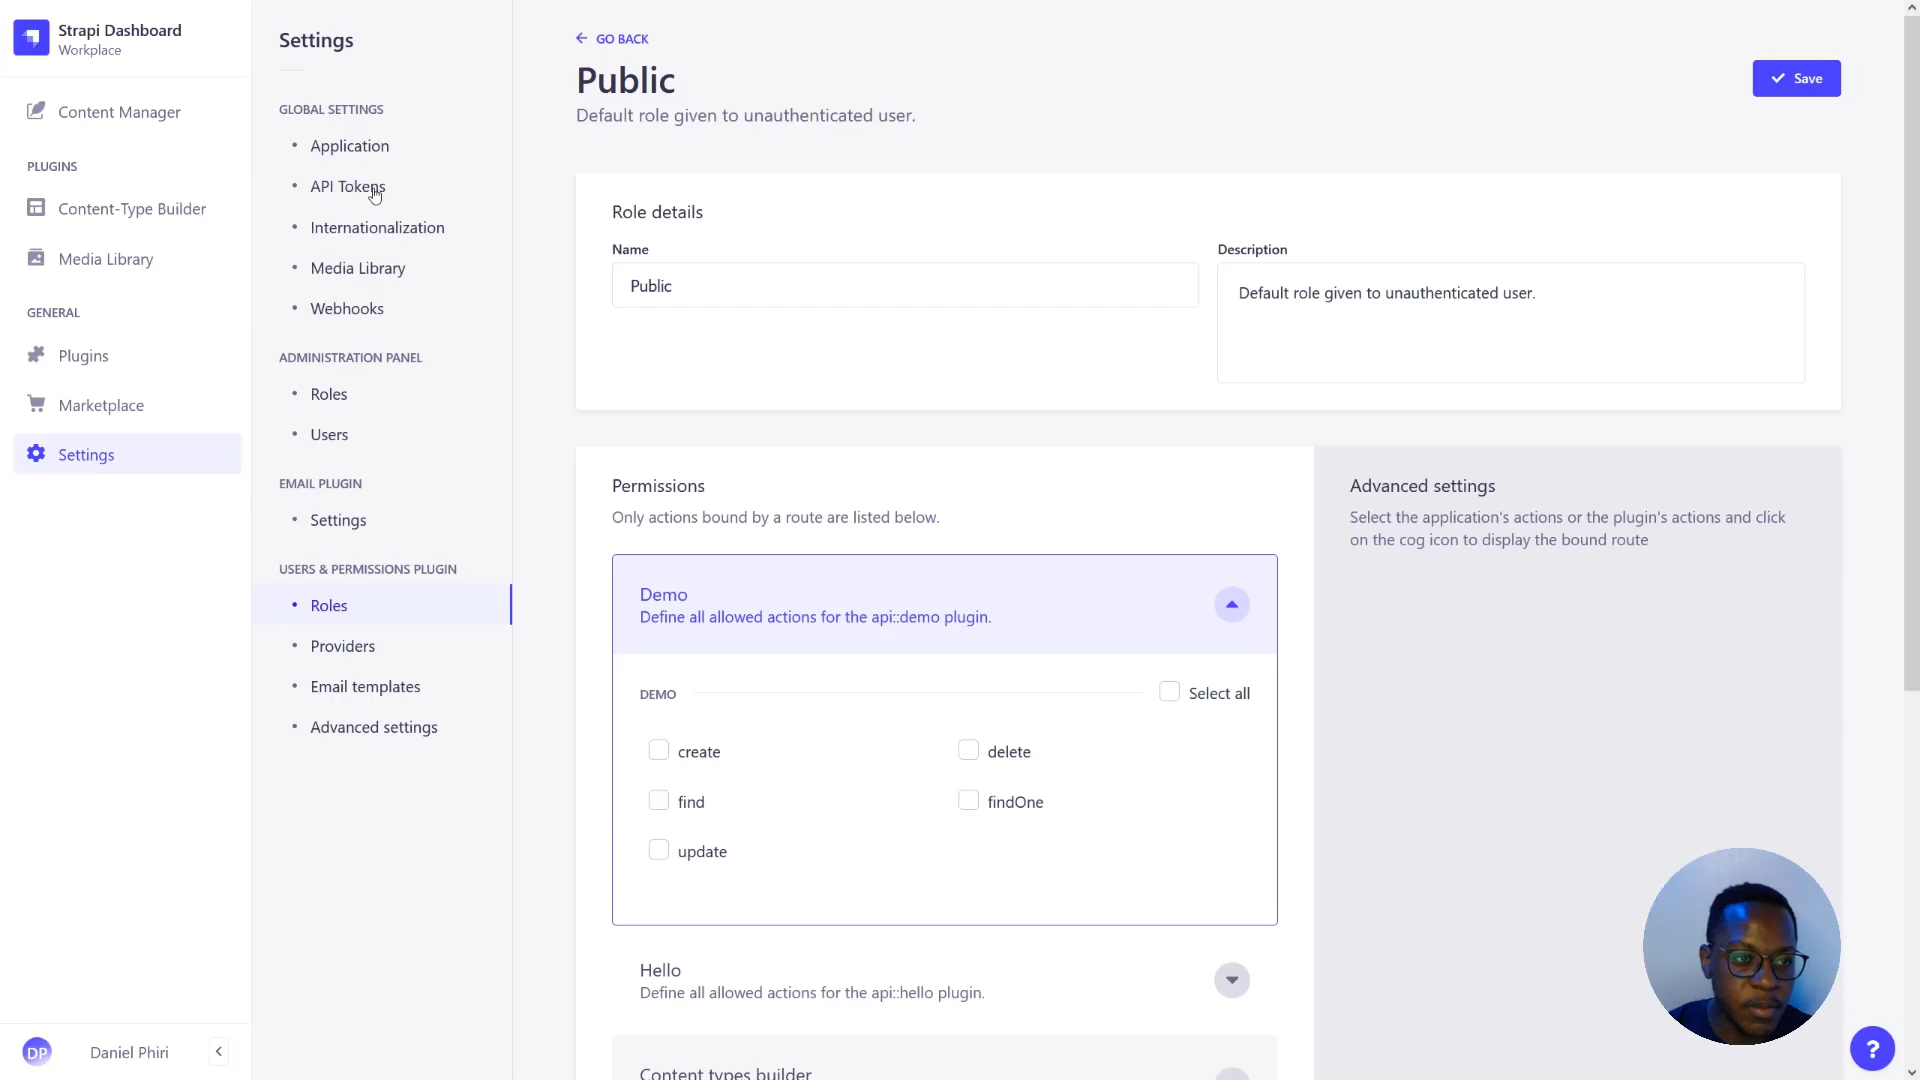 Strapi Dashboard
Workplace
Content Manager
PLUGINS
Content-Type Builder
Media Library
GENERAL
Plugins
Marketplace
Settings
DP
Daniel Phiri
Settings
GLOBAL SETTINGS
Application
API Tokens
Internationalization
Media Library
Webhooks
ADMINISTRATION PANEL
Roles
Users
EMAIL PLUGIN
Settings
USERS & PERMISSIONS PLUGIN
Roles
Providers
Email templates
Advanced settings
GO BACK
Public
Default role given to unauthenticated user.
Save
Role details
Name
Public
Description
Default role given to unauthenticated user.
Permissions
Only actions bound by a route are listed below.
Demo
Define all allowed actions for the api::demo plugin.
DEMO
Select all
create
delete
find
findOne
update
Hello
Define all allowed actions for the api::hello plugin.
Content types builder
Advanced settings
Select the application's actions or the plugin's actions and click
on the cog icon to display the bound route
?